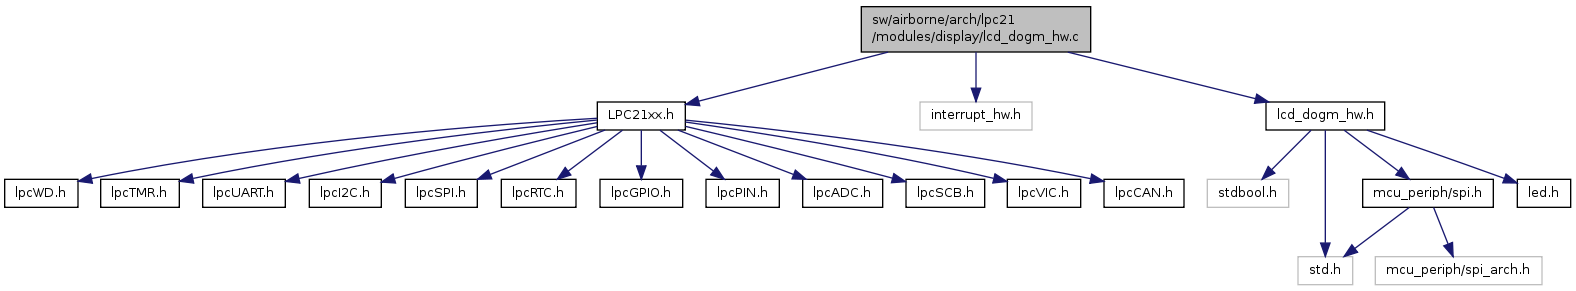 sw/airborne/arch/lpc21
/modules/display/lcd_dogm_hw.c
LPC21xx.h
interrupt_hw.h
lcd_dogm_hw.h
lpcWD.h
lpcTMR.h
lpcUART.h
lpcI2C.h
lpcSPI.h
lpcRTC.h
lpcGPIO.h
lpcPIN.h
lpcADC.h
lpcSCB.h
lpcVIC.h
lpcCAN.h
stdbool.h
mcu_periph/spi.h
led.h
std.h
mcu_periph/spi_arch.h